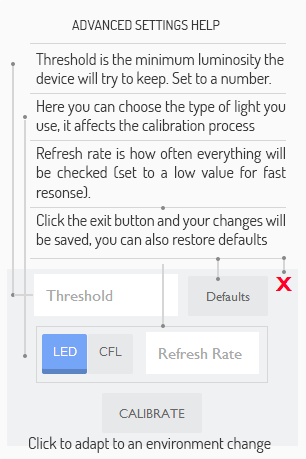 ADVANCED SETTINGS HELP
Threshold is the minimum luminosity the
device will try to keep. Set to a number.
Here you can choose the type of light you
use, it affects the calibration process
Refresh rate is how often everything will
be checked (set to a low value for fast
resonse).
Click the exit button and your changes will
be saved, you can also restore defaults
X
Threshold
Defaults
LED
CFL
Refresh Rate
CALIBRATE
Click to adapt to an environment change